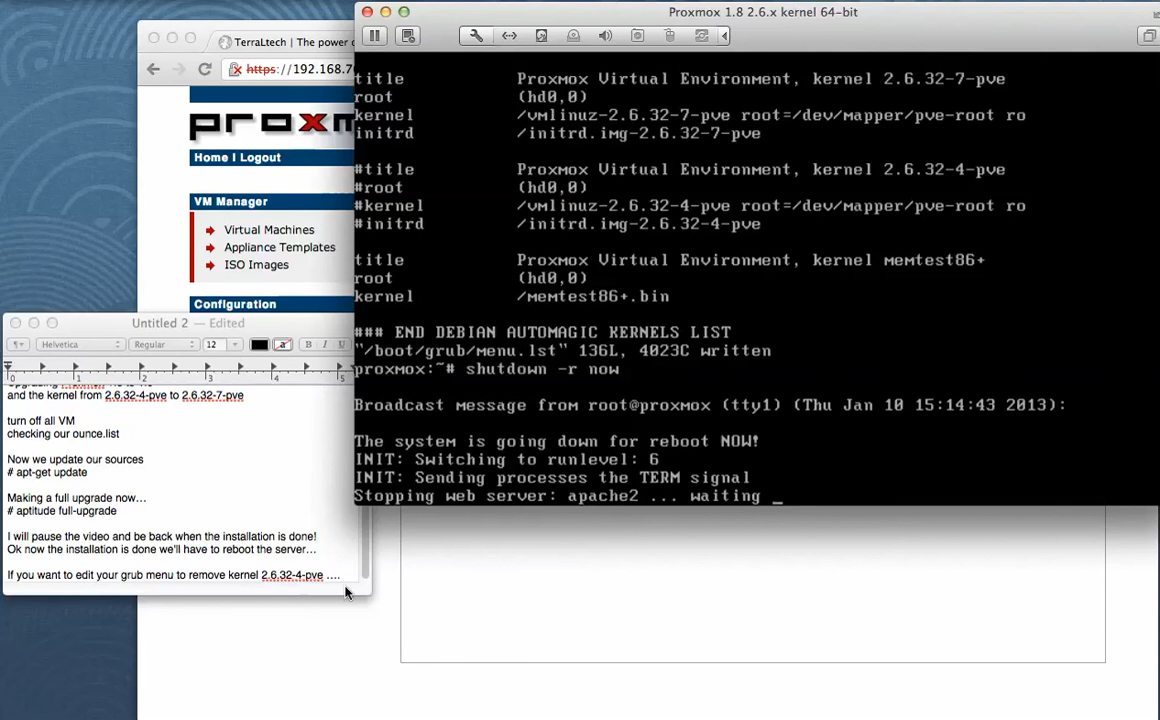 Proxmox 1.8 2.6.x kernel 64-bit
TerraLtech | The power o
https://192.168.7
proxm
Home I Logout
VM Manager
Virtual Machines
Appliance Templates
ISO Images
Configuration
title Proxmox Virtual Environment, kernel 2.6.32-7-pve
root (hd0,0)
kernel /vmlinuz-2.6.32-7-pve root=/dev/mapper/pve-root ro
initrd /initrd.img-2.6.32-7-pve
#title Proxmox Virtual Environment, kernel 2.6.32-4-pve
#root (hd0,0)
#kernel /vmlinuz-2.6.32-4-pve root=/dev/mapper/pve-root ro
#initrd /initrd.img-2.6.32-4-pve
title Proxmox Virtual Environment, kernel memtest86+
root (hd0,0)
kernel /memtest86+.bin
### END DEBIAN AUTOMAGIC KERNELS LIST
"/boot/grub/menu.lst" 136L, 4023C written
proxmox:~# shutdown -r now
Broadcast message from root@proxmox (tty1) (Thu Jan 10 15:14:43 2013):
The system is going down for reboot NOW!
INIT: Switching to runlevel: 6
INIT: Sending processes the TERM signal
Stopping web server: apache2 ... waiting _
Untitled 2 — Edited
Helvetica Regular 12 B I U
0 1 2 3 4 5
and the kernel from 2.6.32-4-pve to 2.6.32-7-pve
turn off all VM
checking our ounce.list
Now we update our sources
# apt-get update
Making a full upgrade now…
# aptitude full-upgrade
I will pause the video and be back when the installation is done!
Ok now the installation is done we'll have to reboot the server…
If you want to edit your grub menu to remove kernel 2.6.32-4-pve ….